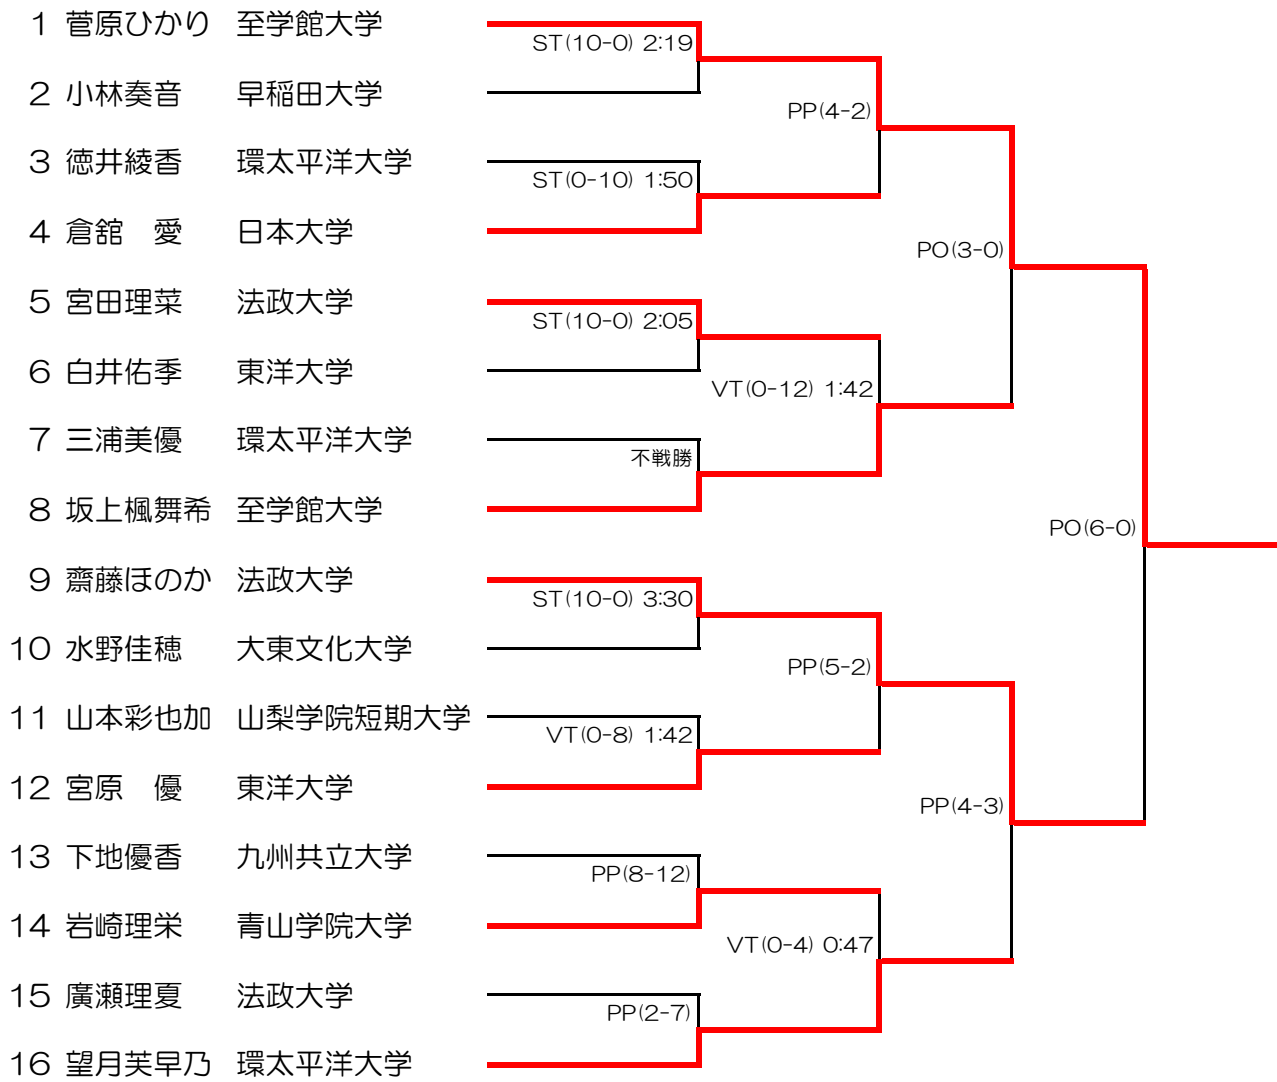 1 菅原ひかり 至学館大学
ST(10-0) 2:19
2 小林奏音 早稲田大学
PP(4-2)
3 徳井綾香 環太平洋大学
ST(0-10) 1:50
4 倉舘 愛 日本大学
PO(3-0)
5 宮田理菜 法政大学
ST(10-0) 2:05
6 白井佑季 東洋大学
VT(0-12) 1:42
7 三浦美優 環太平洋大学
不戦勝
8 坂上楓舞希 至学館大学
PO(6-0)
9 齋藤ほのか 法政大学
ST(10-0) 3:30
10 水野佳穂 大東文化大学
PP(5-2)
11 山本彩也加 山梨学院短期大学
VT(0-8) 1:42
12 宮原 優 東洋大学
PP(4-3)
13 下地優香 九州共立大学
PP(8-12)
14 岩崎理栄 青山学院大学
VT(0-4) 0:47
15 廣瀬理夏 法政大学
PP(2-7)
16 望月芙早乃 環太平洋大学